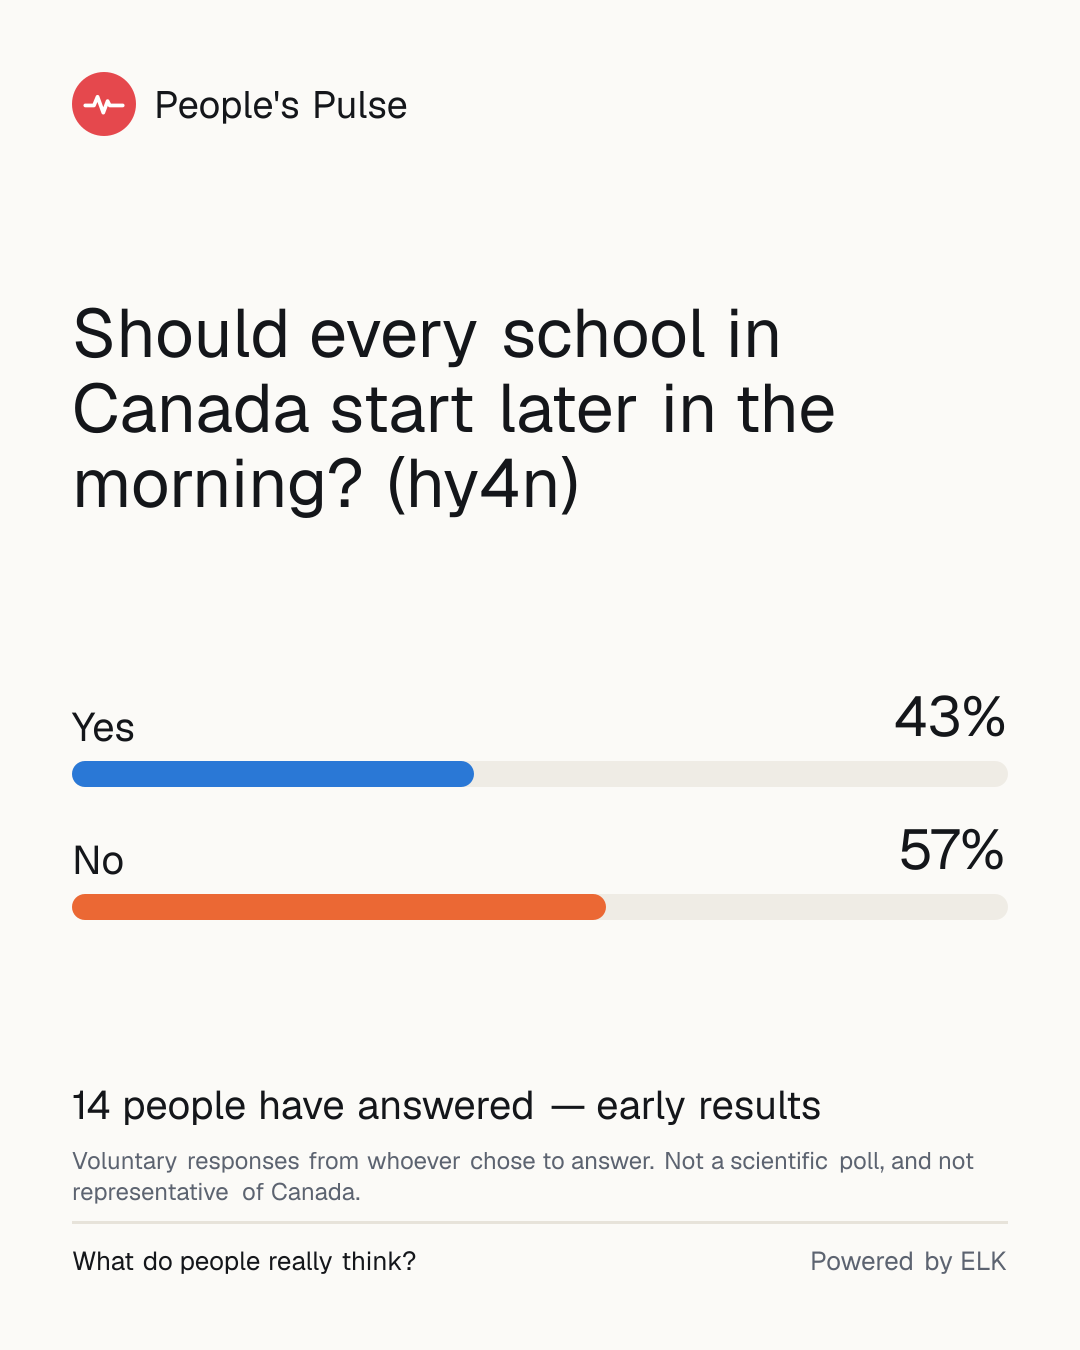 People's Pulse
Should every school in
Canada start later in the
morning? (hy4n)
Yes
43%
No
57%
14 people have answered — early results
Voluntary responses from whoever chose to answer. Not a scientific poll, and not
representative of Canada.
What do people really think?
Powered by ELK